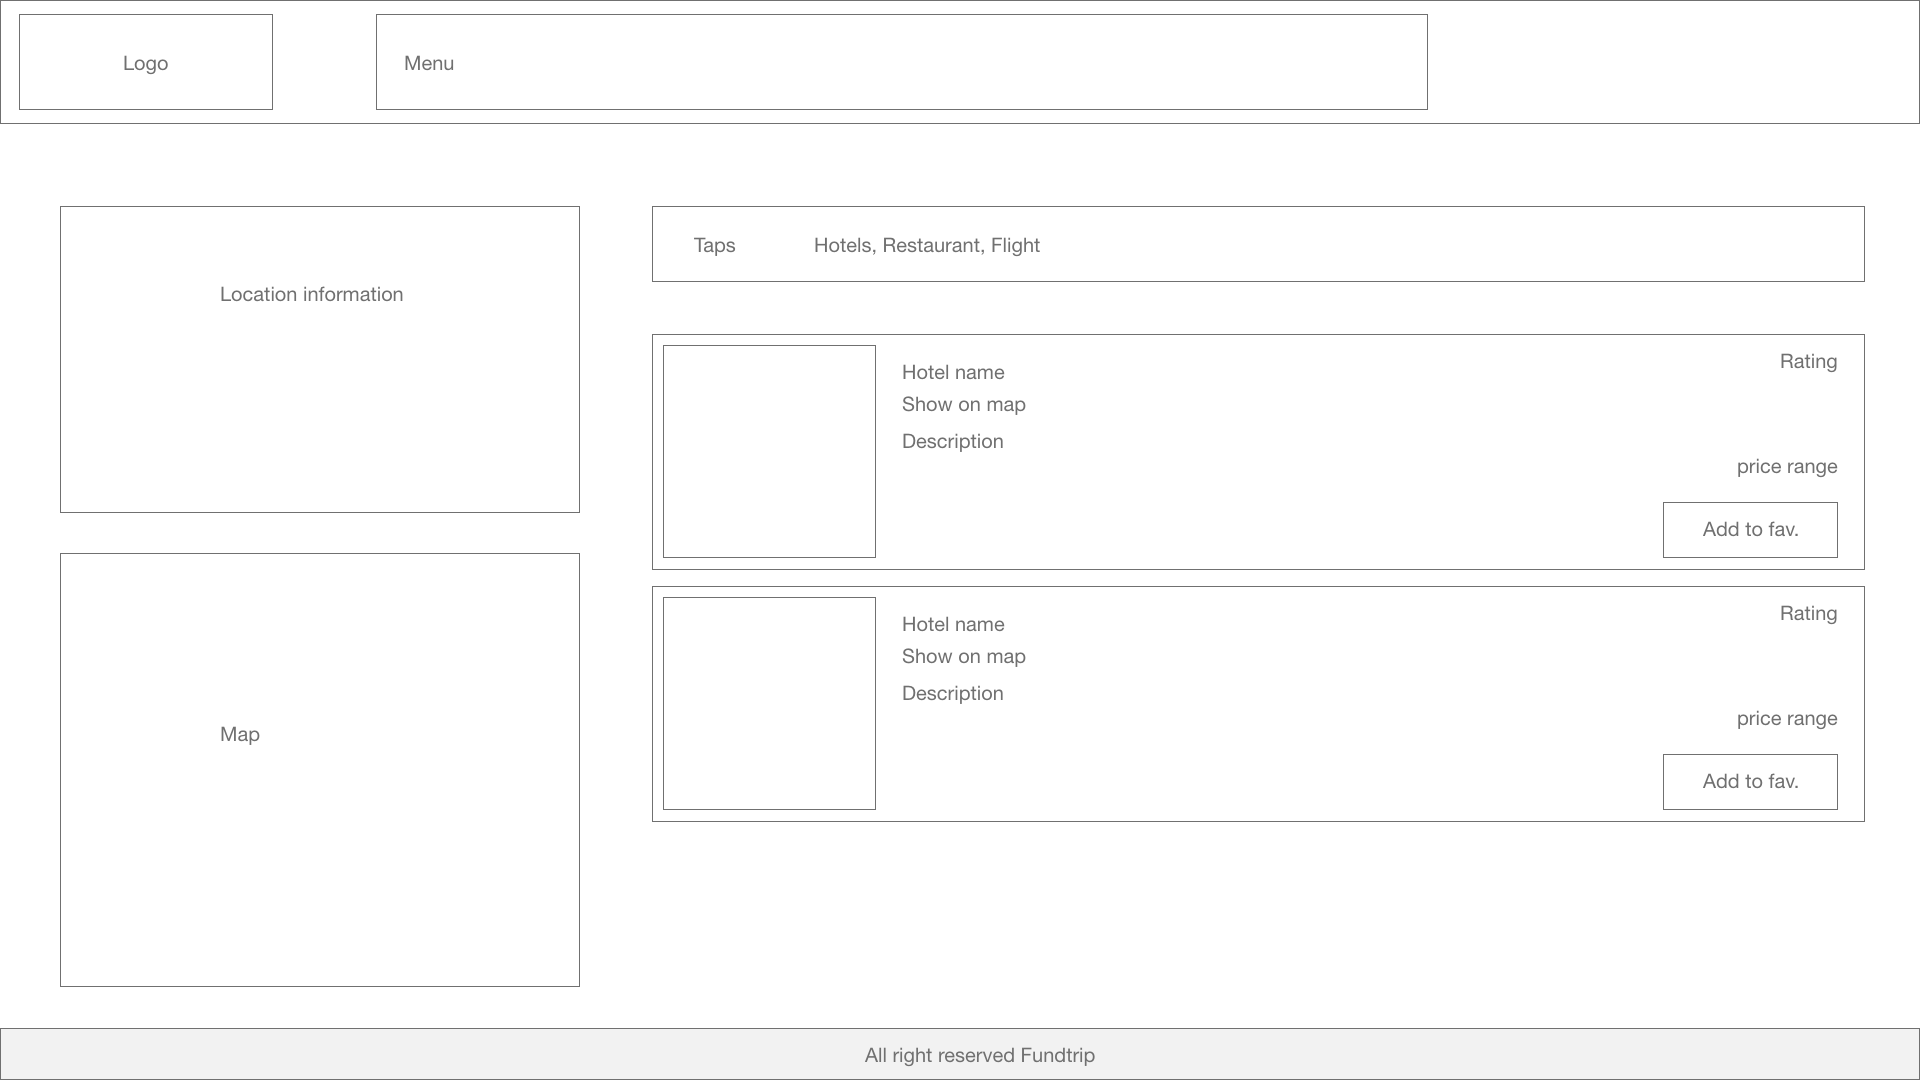 Logo
Menu
Location information
Map
Taps Hotels, Restaurant, Flight
Hotel name
Show on map
Description
Rating
price range
Add to fav.
Hotel name
Show on map
Description
Rating
price range
Add to fav.
All right reserved Fundtrip